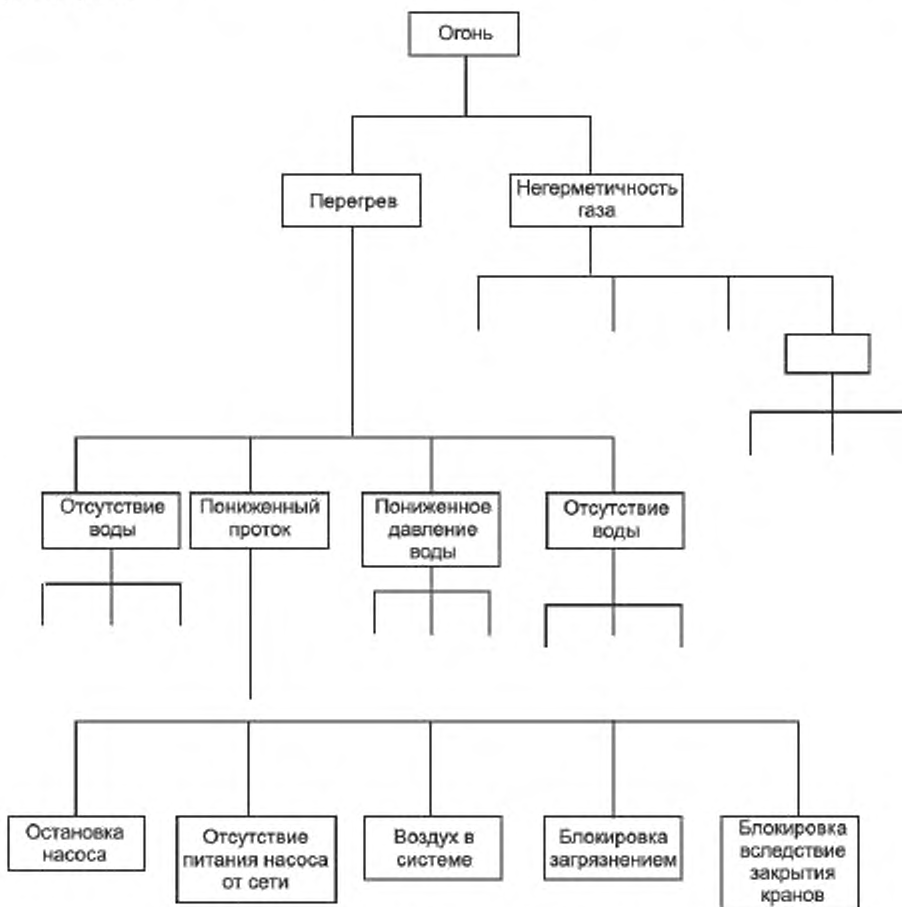 Огонь
Перегрев
Негерметичность
газа
Отсутствие
воды
Пониженный
проток
Пониженное
давление
воды
Отсутствие
воды
Остановка
насоса
Отсутствие
питания насоса
от сети
Воздух в
системе
Блокировка
загрязнением
Блокировка
вследствие
закрытия
кранов